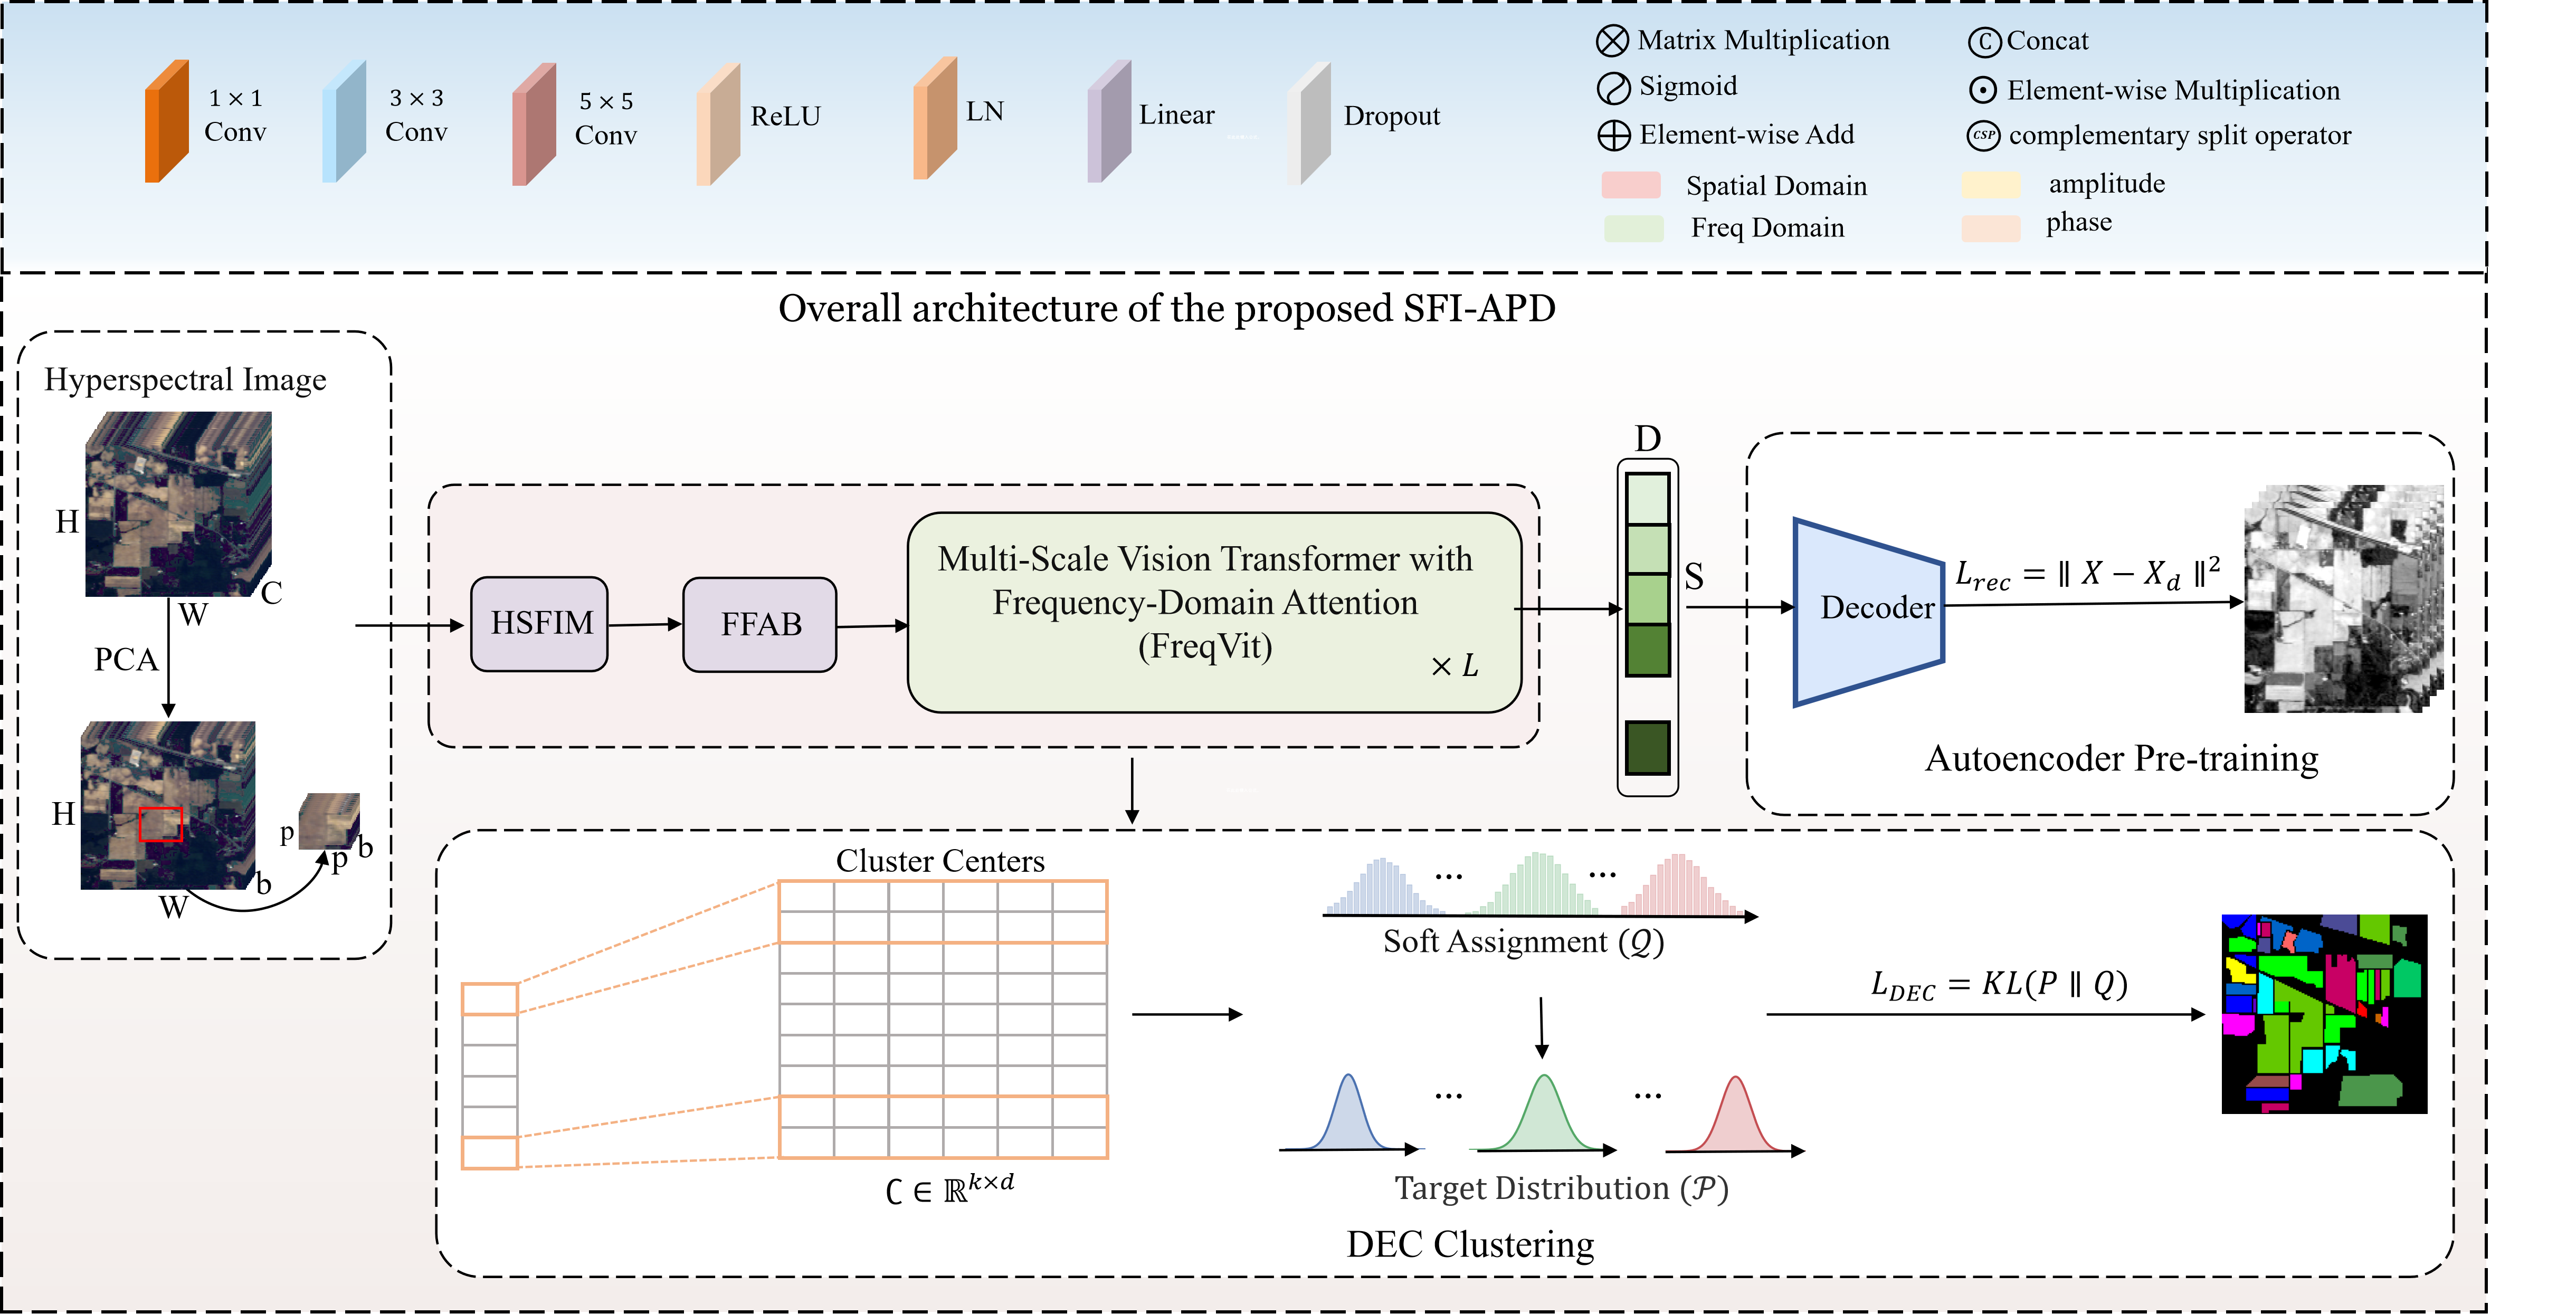 1 × 1
Conv
3 × 3
Conv
5 × 5
Conv
ReLU
LN
Linear
Dropout
Matrix Multiplication
C Concat
Sigmoid
Element-wise Multiplication
Element-wise Add
CSP complementary split operator
Spatial Domain
amplitude
Freq Domain
phase
Overall architecture of the proposed SFI-APD
Hyperspectral Image
H
W
C
PCA
H
W
b
p
p
b
HSFIM
FFAB
Multi-Scale Vision Transformer with
Frequency-Domain Attention
(FreqVit)
× L
D
S
Decoder
L_rec = ‖ X − X_d ‖²
Autoencoder Pre-training
Cluster Centers
C ∈ ℝ^{k×d}
...
...
Soft Assignment (𝒬)
...
...
Target Distribution (𝒫)
L_DEC = KL(P ∥ Q)
DEC Clustering